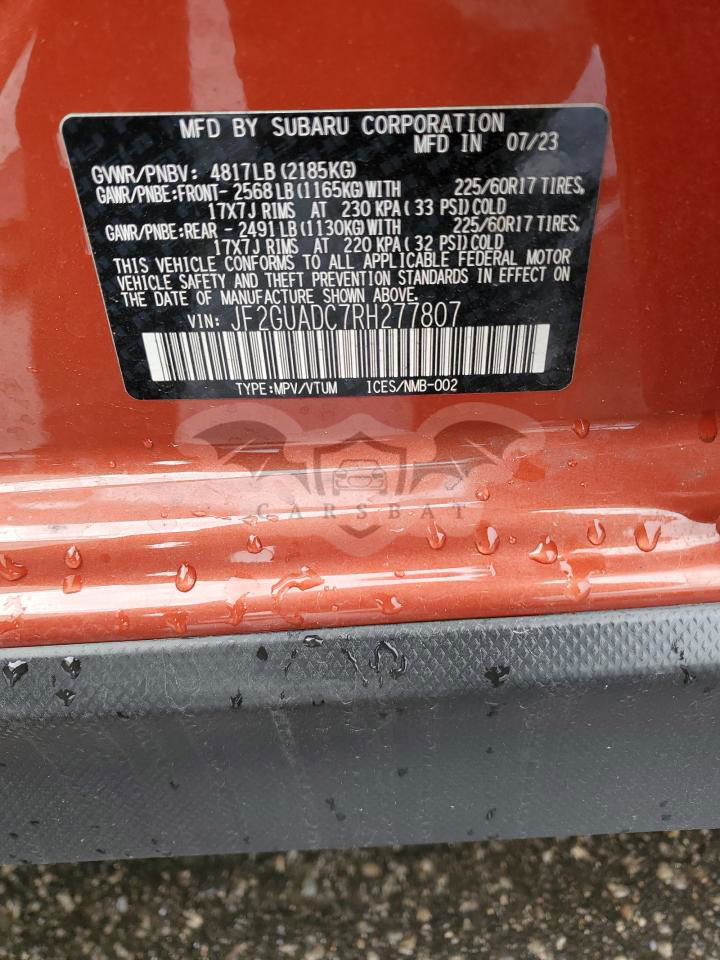 MFD BY SUBARU CORPORATION
MFD IN 07/23
GVWR/PNBV: 4817LB(2185KG)
GAWR/PNBE:FRONT- 2568LB(1165KG)WITH 225/60R17 TIRES,
17X7J RIMS AT 230 KPA( 33 PSI)COLD
GAWR/PNBE:REAR - 2491LB(1130KG)WITH 225/60R17 TIRES,
17X7J RIMS AT 220 KPA( 32 PSI)COLD
THIS VEHICLE CONFORMS TO ALL APPLICABLE FEDERAL MOTOR
VEHICLE SAFETY AND THEFT PREVENTION STANDARDS IN EFFECT ON
THE DATE OF MANUFACTURE SHOWN ABOVE.
VIN: JF2GUADC7RH277807
TYPE:MPV/VTUM ICES/NMB-002
CARSBAT